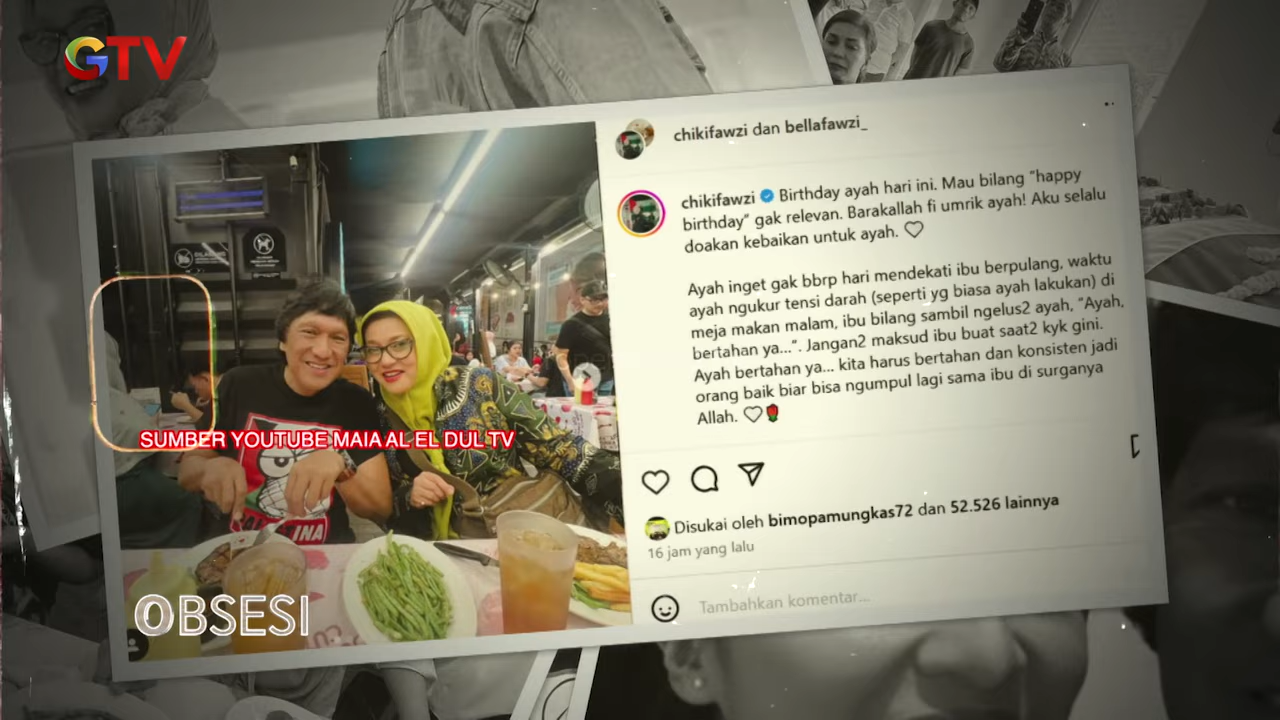 GTV
chikifawzi dan bellafawzi_
chikifawzi Birthday ayah hari ini. Mau bilang "happy
birthday" gak relevan. Barakallah fi umrik ayah! Aku selalu
doakan kebaikan untuk ayah.
Ayah inget gak bbrp hari mendekati ibu berpulang, waktu
ayah ngukur tensi darah (seperti yg biasa ayah lakukan) di
meja makan malam, ibu bilang sambil ngelus2 ayah, "Ayah,
bertahan ya...". Jangan2 maksud ibu buat saat2 kyk gini.
Ayah bertahan ya... kita harus bertahan dan konsisten jadi
orang baik biar bisa ngumpul lagi sama ibu di surganya
Allah.
SUMBER YOUTUBE MAIA AL EL DUL TV
Disukai oleh bimopamungkas72 dan 52.526 lainnya
16 jam yang lalu
Tambahkan komentar...
OBSESI